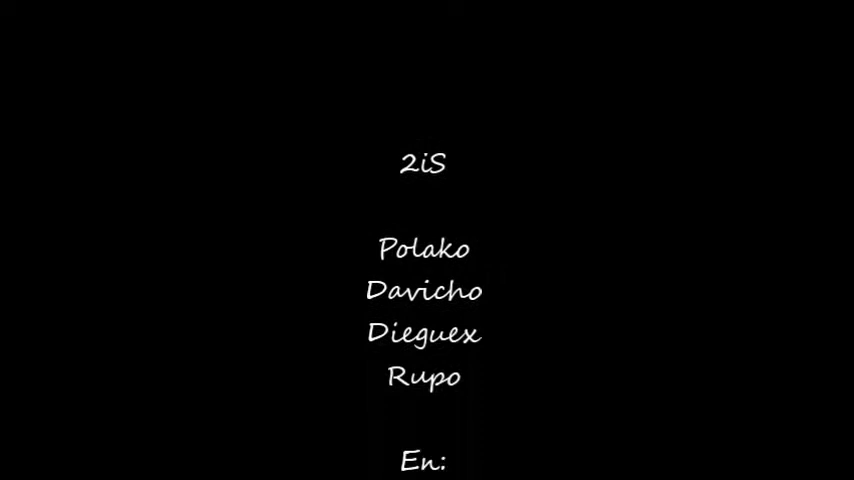 2iS
Polako
Davicho
Dieguex
Rupo
En: